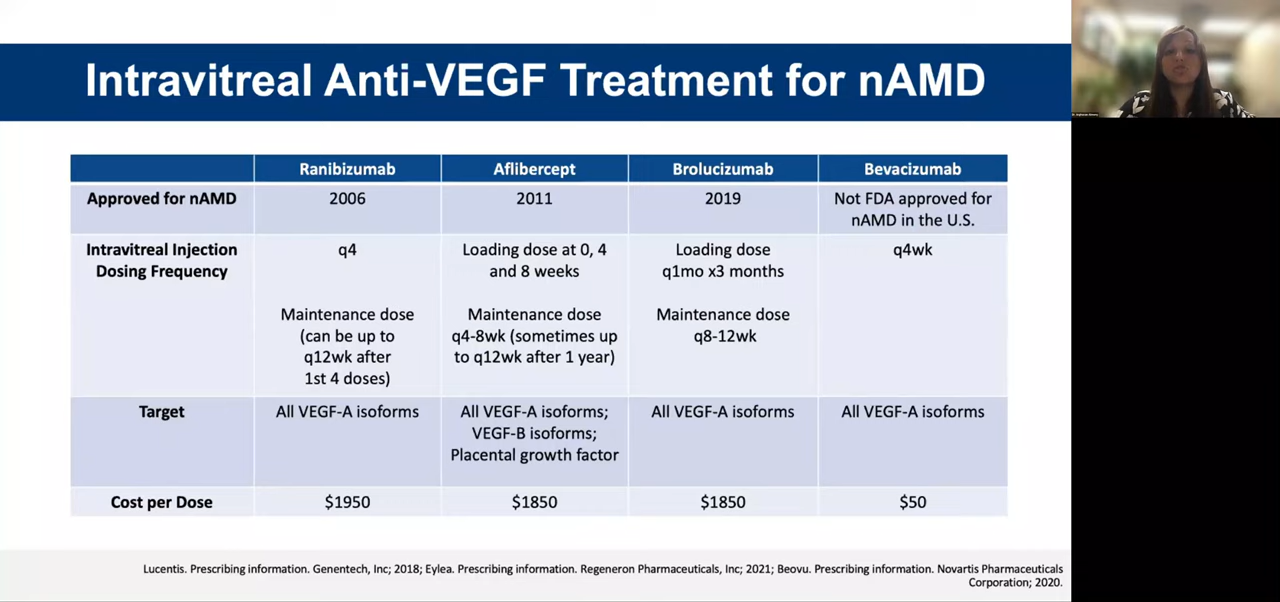 Intravitreal Anti-VEGF Treatment for nAMD
Ranibizumab Aflibercept Brolucizumab Bevacizumab
Approved for nAMD 2006 2011 2019 Not FDA approved for
nAMD in the U.S.
Intravitreal Injection
Dosing Frequency
q4
Maintenance dose
(can be up to
q12wk after
1st 4 doses)
Loading dose at 0, 4
and 8 weeks
Maintenance dose
q4-8wk (sometimes up
to q12wk after 1 year)
Loading dose
q1mo x3 months
Maintenance dose
q8-12wk
q4wk
Target
All VEGF-A isoforms
All VEGF-A isoforms;
VEGF-B isoforms;
Placental growth factor
All VEGF-A isoforms
All VEGF-A isoforms
Cost per Dose $1950 $1850 $1850 $50
Lucentis. Prescribing information. Genentech, Inc; 2018; Eylea. Prescribing information. Regeneron Pharmaceuticals, Inc; 2021; Beovu. Prescribing information. Novartis Pharmaceuticals
Corporation; 2020.